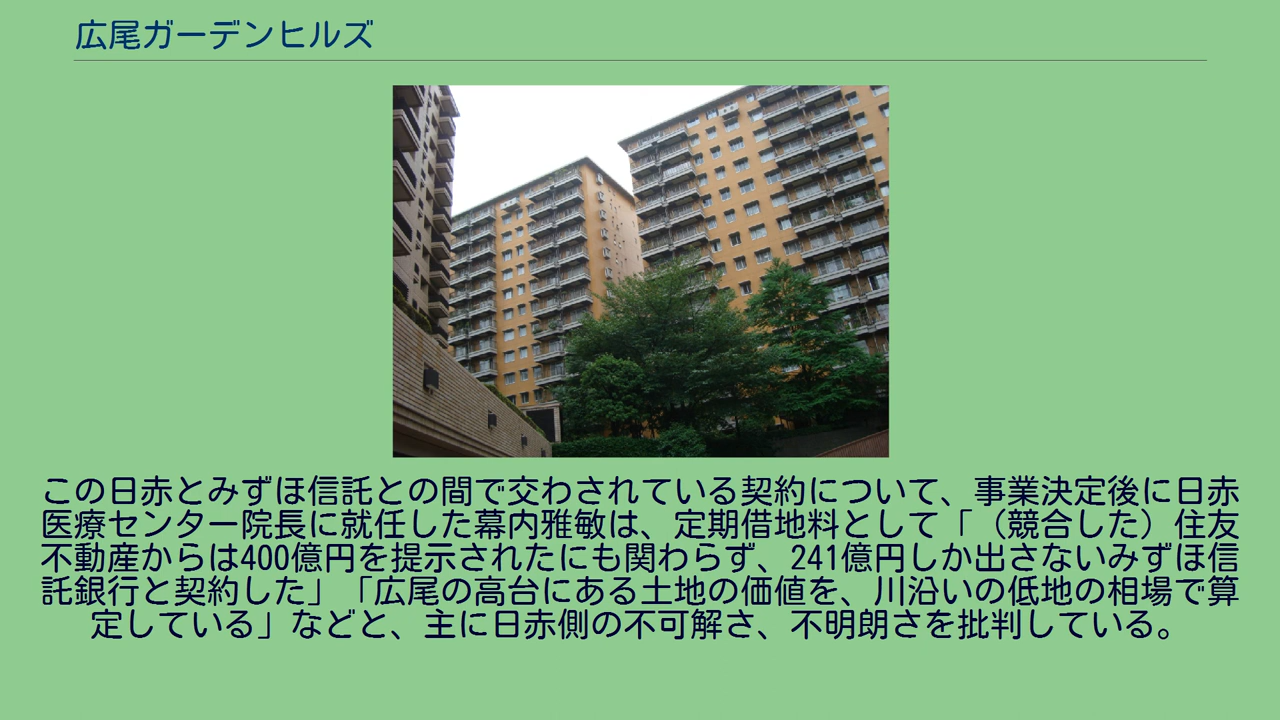 広尾ガーデンヒルズ
この日赤とみずほ信託との間で交わされている契約について、事業決定後に日赤
医療センター院長に就任した幕内雅敏は、定期借地料として「（競合した）住友
不動産からは400億円を提示されたにも関わらず、241億円しか出さないみずほ信
託銀行と契約した」「広尾の高台にある土地の価値を、川沿いの低地の相場で算
定している」などと、主に日赤側の不可解さ、不明朗さを批判している。